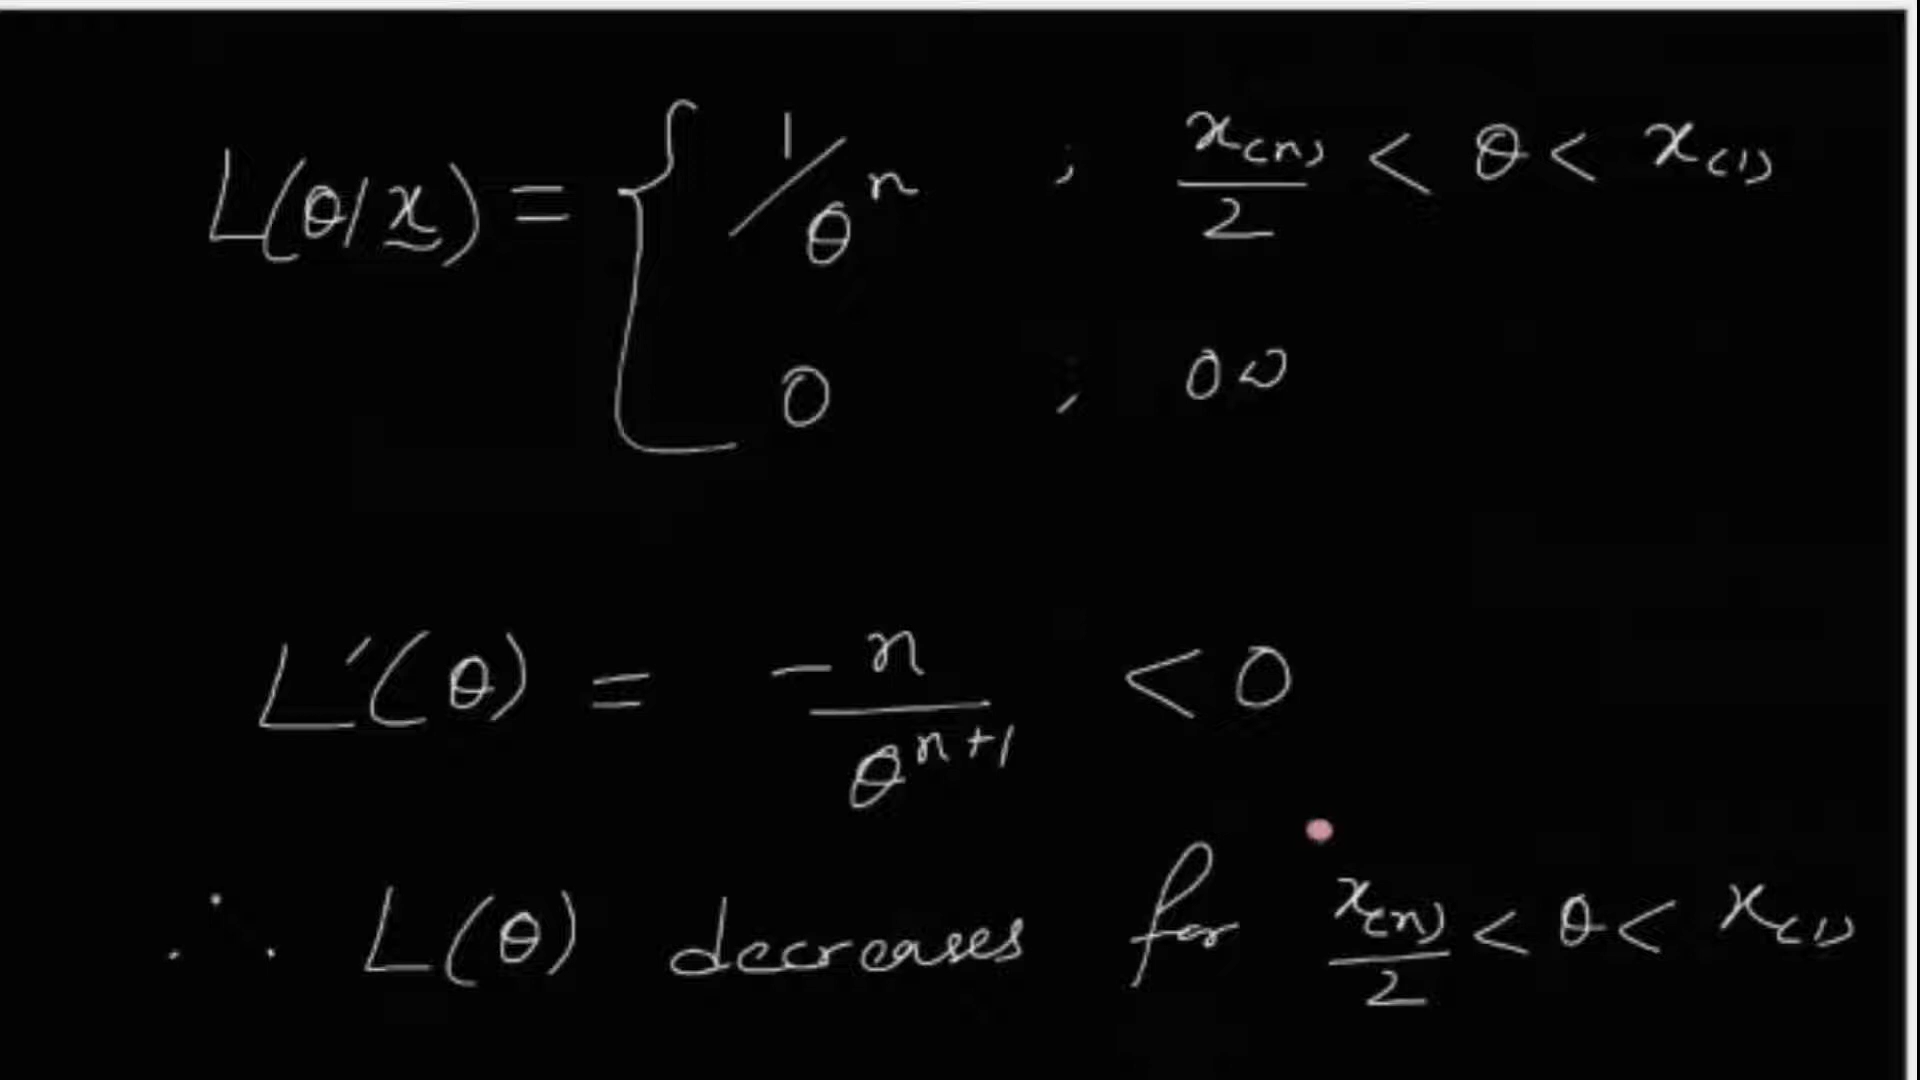 L(θ/x̰) = { 1/θⁿ ; x₍ₙ₎/2 < θ < x₍₁₎
0 ; OW
L′(θ) = −n/θⁿ⁺¹ < 0
∴ L(θ) decreases for x₍ₙ₎/2 < θ < x₍₁₎